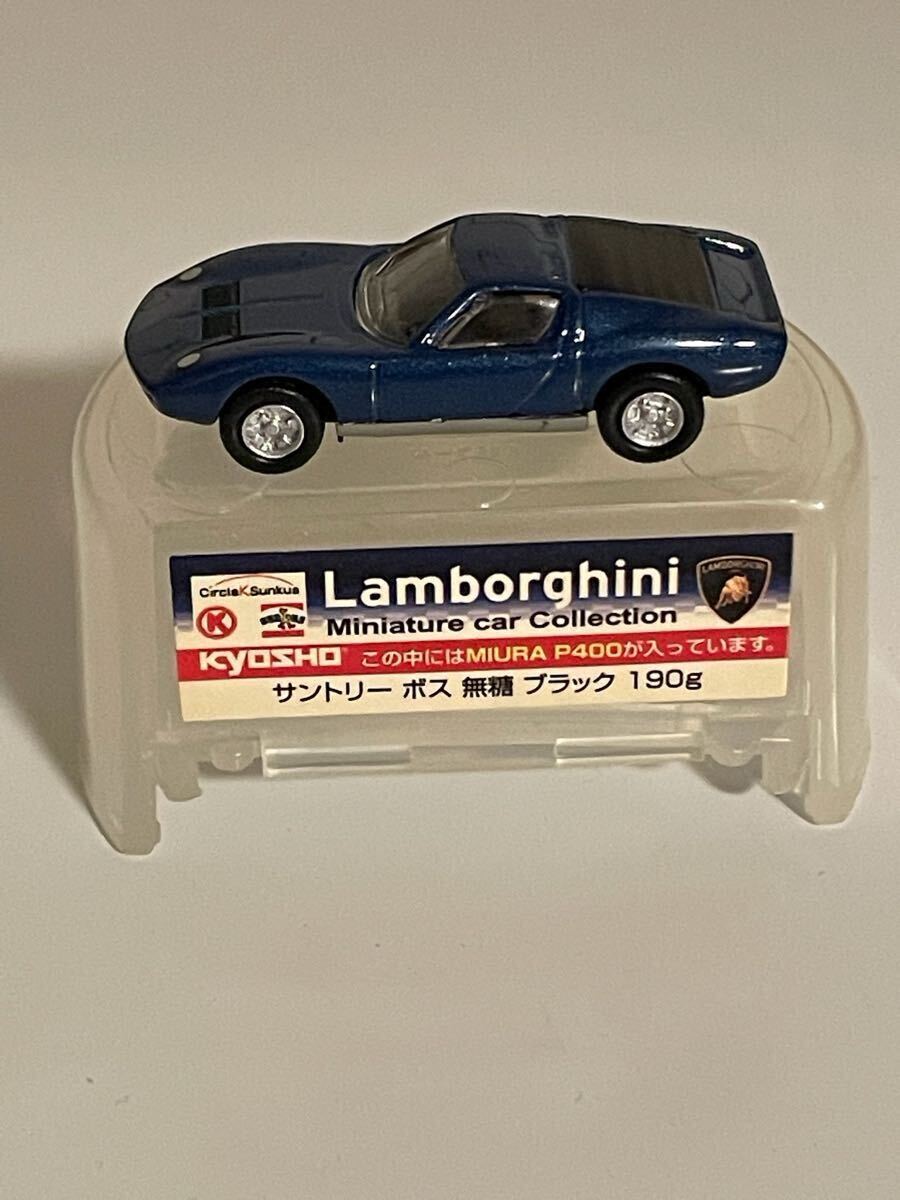 CircleKSunkus
Lamborghini
LAMBORGHINI
K
Miniature car Collection
KYOSHO この中にはMIURA P400が入っています。
サントリー ボス 無糖 ブラック 190g